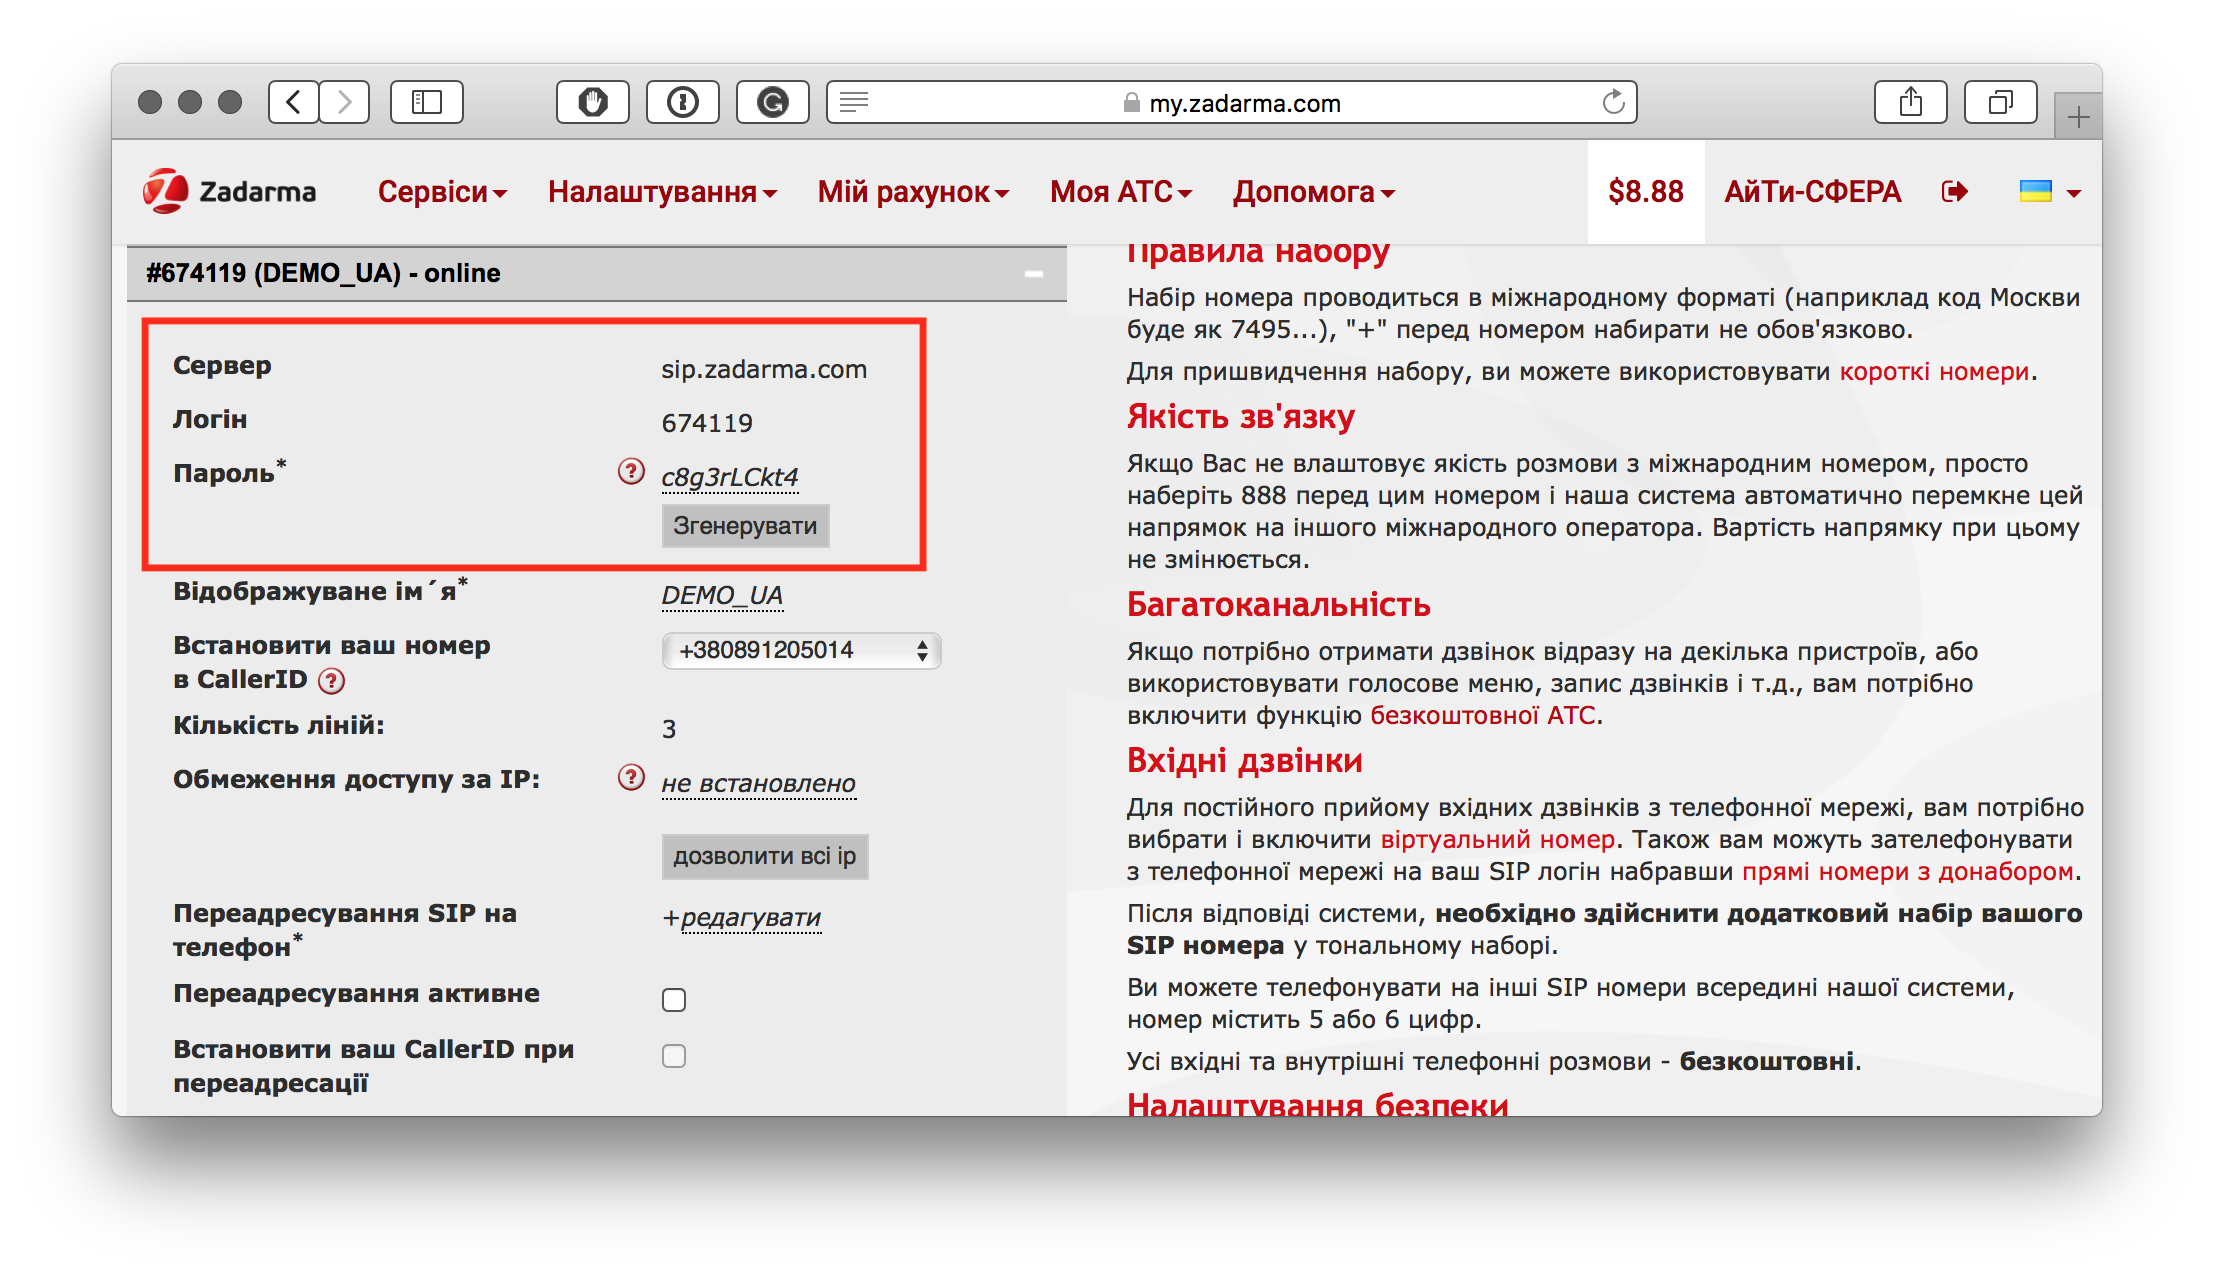 my.zadarma.com
Zadarma
Сервіси
Налаштування
Мій рахунок
Моя АТС
Допомога
$8.88
АйТи-СФЕРА
#674119 (DEMO_UA) - online
Сервер
sip.zadarma.com
Логін
674119
Пароль*
? c8g3rLCkt4
Згенерувати
Відображуване ім´я*
DEMO_UA
Встановити ваш номер
в CallerID ?
+380891205014
Кількість ліній:
3
Обмеження доступу за IP:
? не встановлено
дозволити всі ip
Переадресування SIP на
телефон*
+редагувати
Переадресування активне
Встановити ваш CallerID при
переадресації
Правила набору
Набір номера проводиться в міжнародному форматі (наприклад код Москви
буде як 7495...), "+" перед номером набирати не обов'язково.
Для пришвидчення набору, ви можете використовувати короткі номери.
Якість зв'язку
Якщо Вас не влаштовує якість розмови з міжнародним номером, просто
наберіть 888 перед цим номером і наша система автоматично перемкне цей
напрямок на іншого міжнародного оператора. Вартість напрямку при цьому
не змінюється.
Багатоканальність
Якщо потрібно отримати дзвінок відразу на декілька пристроїв, або
використовувати голосове меню, запис дзвінків і т.д., вам потрібно
включити функцію безкоштовної АТС.
Вхідні дзвінки
Для постійного прийому вхідних дзвінків з телефонної мережі, вам потрібно
вибрати і включити віртуальний номер. Також вам можуть зателефонувати
з телефонної мережі на ваш SIP логін набравши прямі номери з донабором.
Після відповіді системи, необхідно здійснити додатковий набір вашого
SIP номера у тональному наборі.
Ви можете телефонувати на інші SIP номери всередині нашої системи,
номер містить 5 або 6 цифр.
Усі вхідні та внутрішні телефонні розмови - безкоштовні.
Налаштування безпеки